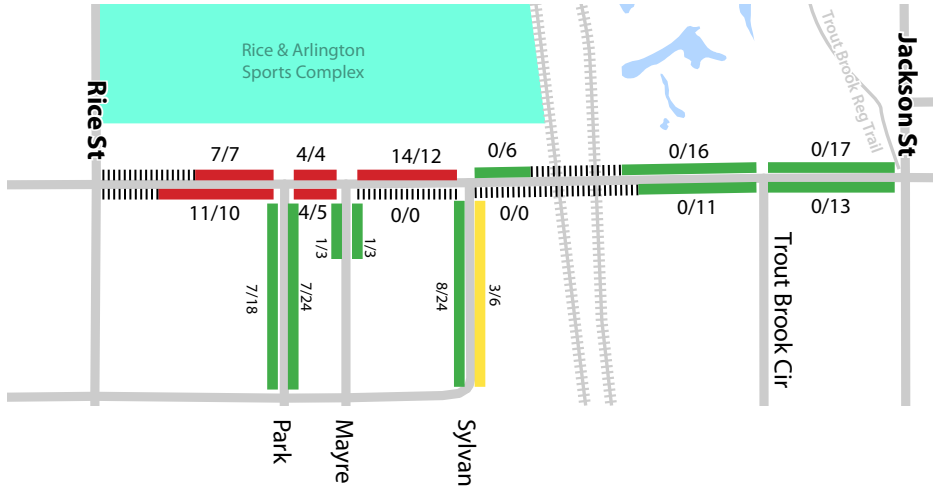 Rice & Arlington
Sports Complex
Rice St
Jackson St
Trout Brook Reg Trail
7/7
4/4
14/12
0/6
0/16
0/17
11/10
4/5
0/0
0/0
0/11
0/13
1/3
1/3
7/18
7/24
8/24
3/6
Trout Brook Cir
Park
Mayre
Sylvan